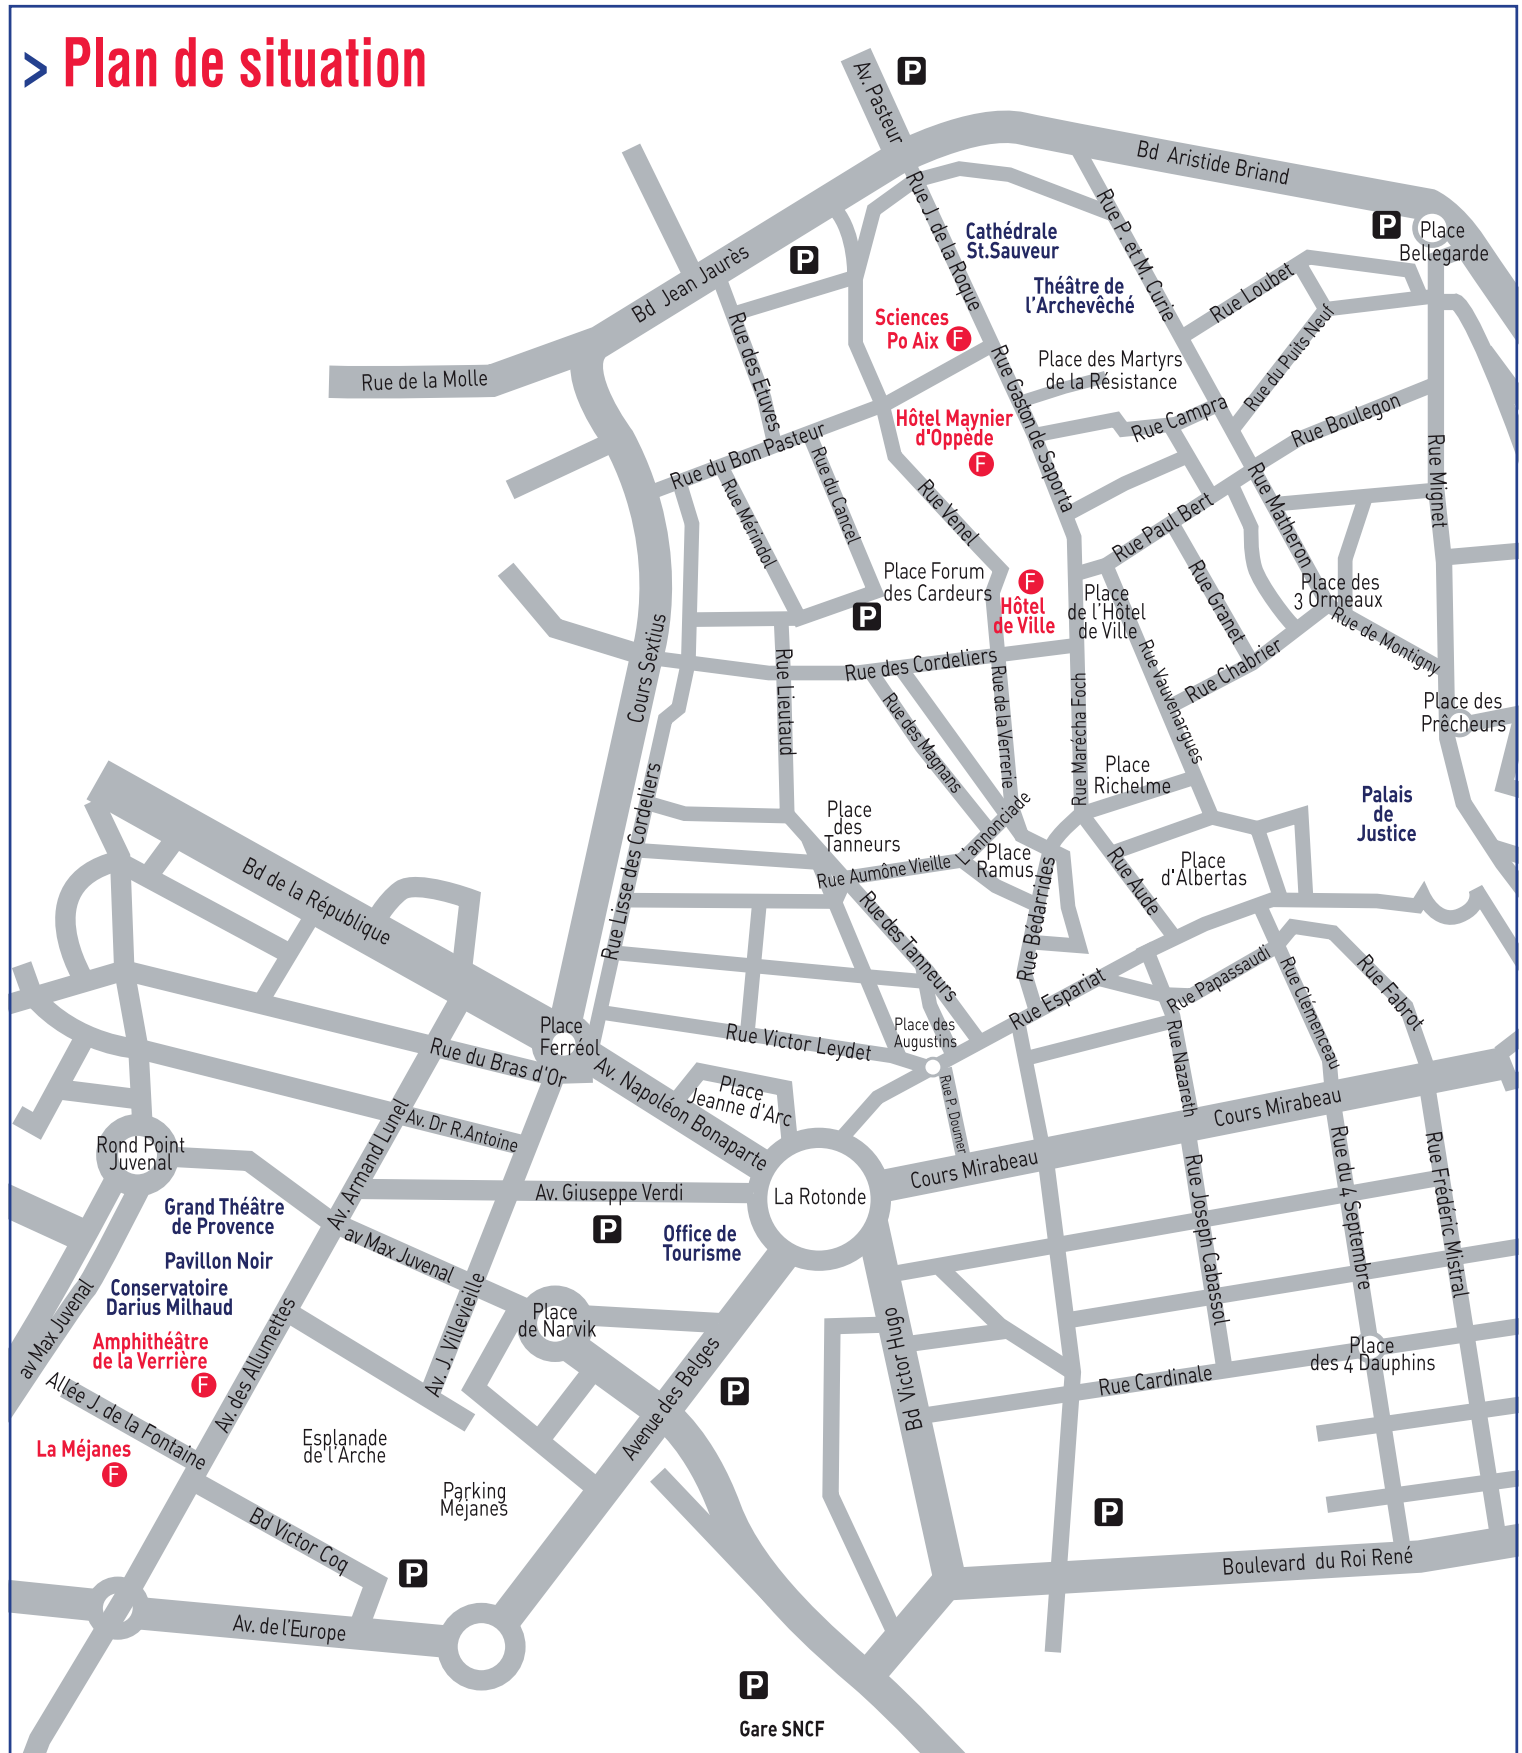 > Plan de situation
P
Av. Pasteur
Bd Aristide Briand
P
Place
Bellegarde
Rue J. de la Roque
Cathédrale
St.Sauveur
Rue P. et M. Curie
P
Bd Jean Jaurès
Théâtre de
l'Archevêché
Rue Loubet
Sciences
Po Aix F
Rue des Etuves
Rue du Puits Neuf
Place des Martyrs
de la Résistance
Rue de la Molle
Rue Gaston de Saporta
Rue Campra
Rue Boulegon
Hôtel Maynier
d'Oppède
F
Rue du Bon Pasteur
Rue Mérindol
Rue du Cancel
Rue Venel
Rue Paul Bert
Rue Matheron
Rue Mignet
Place Forum
des Cardeurs
P
F
Hôtel
de Ville
Place
de l'Hôtel
de Ville
Rue Granet
Place des
3 Ormeaux
Rue de Montigny
Cours Sextius
Rue Lieutaud
Rue des Cordeliers
Rue Vauvenargues
Rue Chabrier
Rue des Magnans
Rue de la Verrerie
Rue Marécha Foch
Place des
Prêcheurs
Place
Richelme
Rue Lisse des Cordeliers
Place
des
Tanneurs
L'annonciade
Palais
de
Justice
Rue Aumône Vieille
Place
Ramus
Rue Aude
Place
d'Albertas
Bd de la République
Rue des Tanneurs
Rue Bédarrides
Rue Espariat
Rue Papassaudi
Rue Clémenceau
Rue Fabrot
Place
Ferréol
Rue Victor Leydet
Place des
Augustins
Rue Nazareth
Rue du Bras d'Or
Av. Napoléon Bonaparte
Place
Jeanne d'Arc
Rue P. Doumer
Cours Mirabeau
Cours Mirabeau
Av. Dr R.Antoine
Av. Armand Lunel
Rond Point
Juvenal
La Rotonde
Av. Giuseppe Verdi
Rue Joseph Cabassol
Rue du 4 Septembre
Rue Frédéric Mistral
Grand Théâtre
de Provence
Pavillon Noir
Conservatoire
Darius Milhaud
P
Office de
Tourisme
av Max Juvenal
av Max Juvenal
Av. J. Villevieille
Place
de Narvik
Amphithéâtre
de la Verrière
F
Av. des Allumettes
Avenue des Belges
P
Bd Victor Hugo
Place
des 4 Dauphins
Rue Cardinale
Allée J. de la Fontaine
La Méjanes
F
Esplanade
de l'Arche
Parking
Méjanes
Bd Victor Coq
P
P
Boulevard du Roi René
Av. de l'Europe
P
Gare SNCF